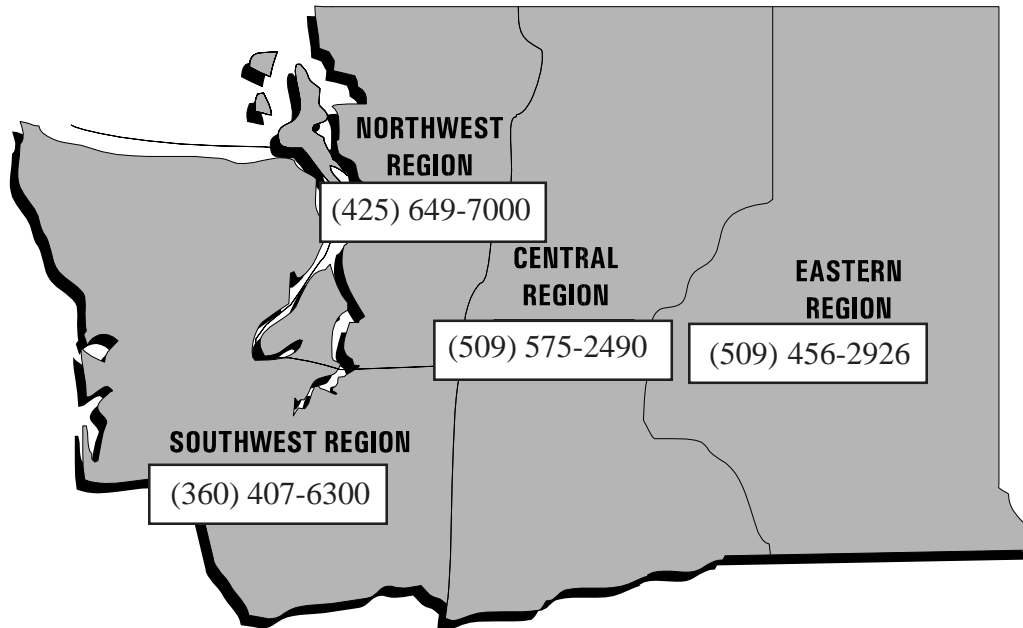 NORTHWEST
REGION
(425) 649-7000
CENTRAL
REGION
(509) 575-2490
EASTERN
REGION
(509) 456-2926
SOUTHWEST REGION
(360) 407-6300